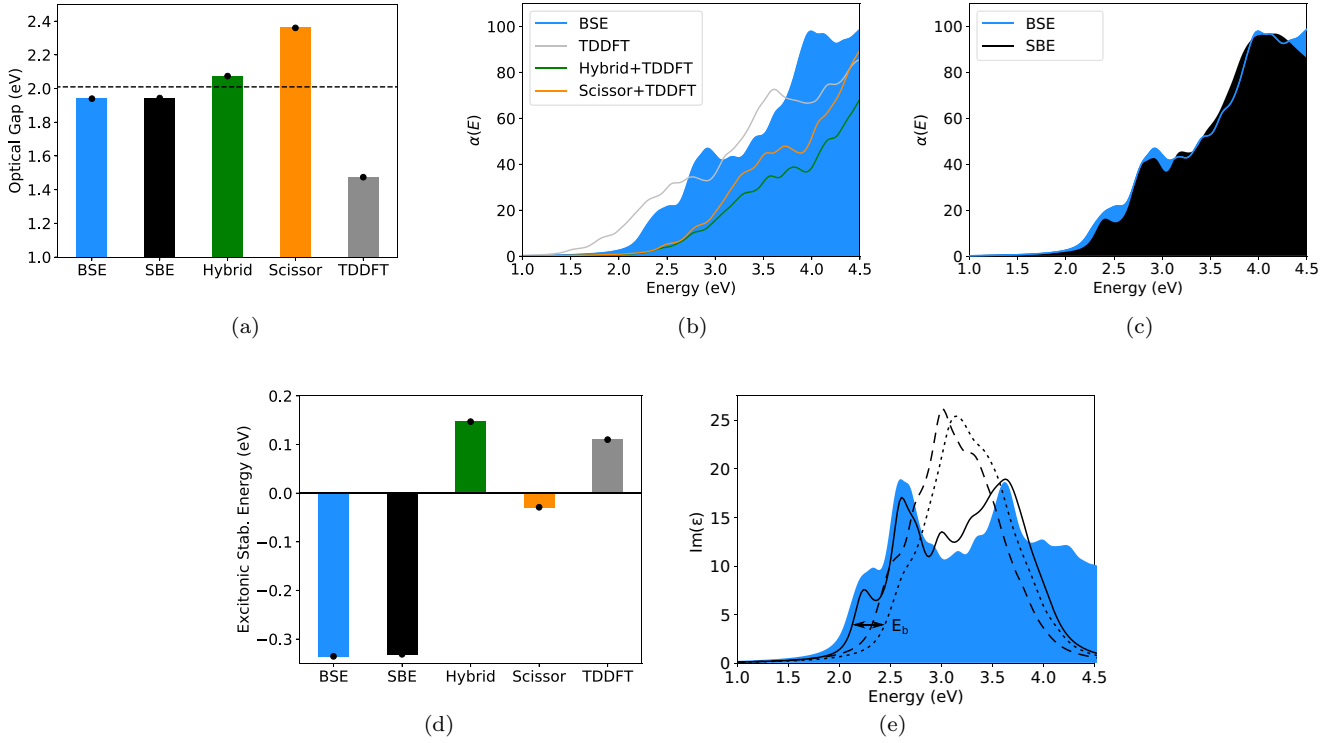 2.4
2.2
2.0
1.8
1.6
1.4
1.2
1.0
Optical Gap (eV)
BSE
SBE
Hybrid
Scissor
TDDFT
(a)
100
80
60
40
20
0
α(E)
BSE
TDDFT
Hybrid+TDDFT
Scissor+TDDFT
1.0
1.5
2.0
2.5
3.0
3.5
4.0
4.5
Energy (eV)
(b)
100
80
60
40
20
0
α(E)
BSE
SBE
1.0
1.5
2.0
2.5
3.0
3.5
4.0
4.5
Energy (eV)
(c)
0.2
0.1
0.0
−0.1
−0.2
−0.3
Excitonic Stab. Energy (eV)
BSE
SBE
Hybrid
Scissor
TDDFT
(d)
25
20
15
10
5
0
Im(ε)
E_b
1.0
1.5
2.0
2.5
3.0
3.5
4.0
4.5
Energy (eV)
(e)